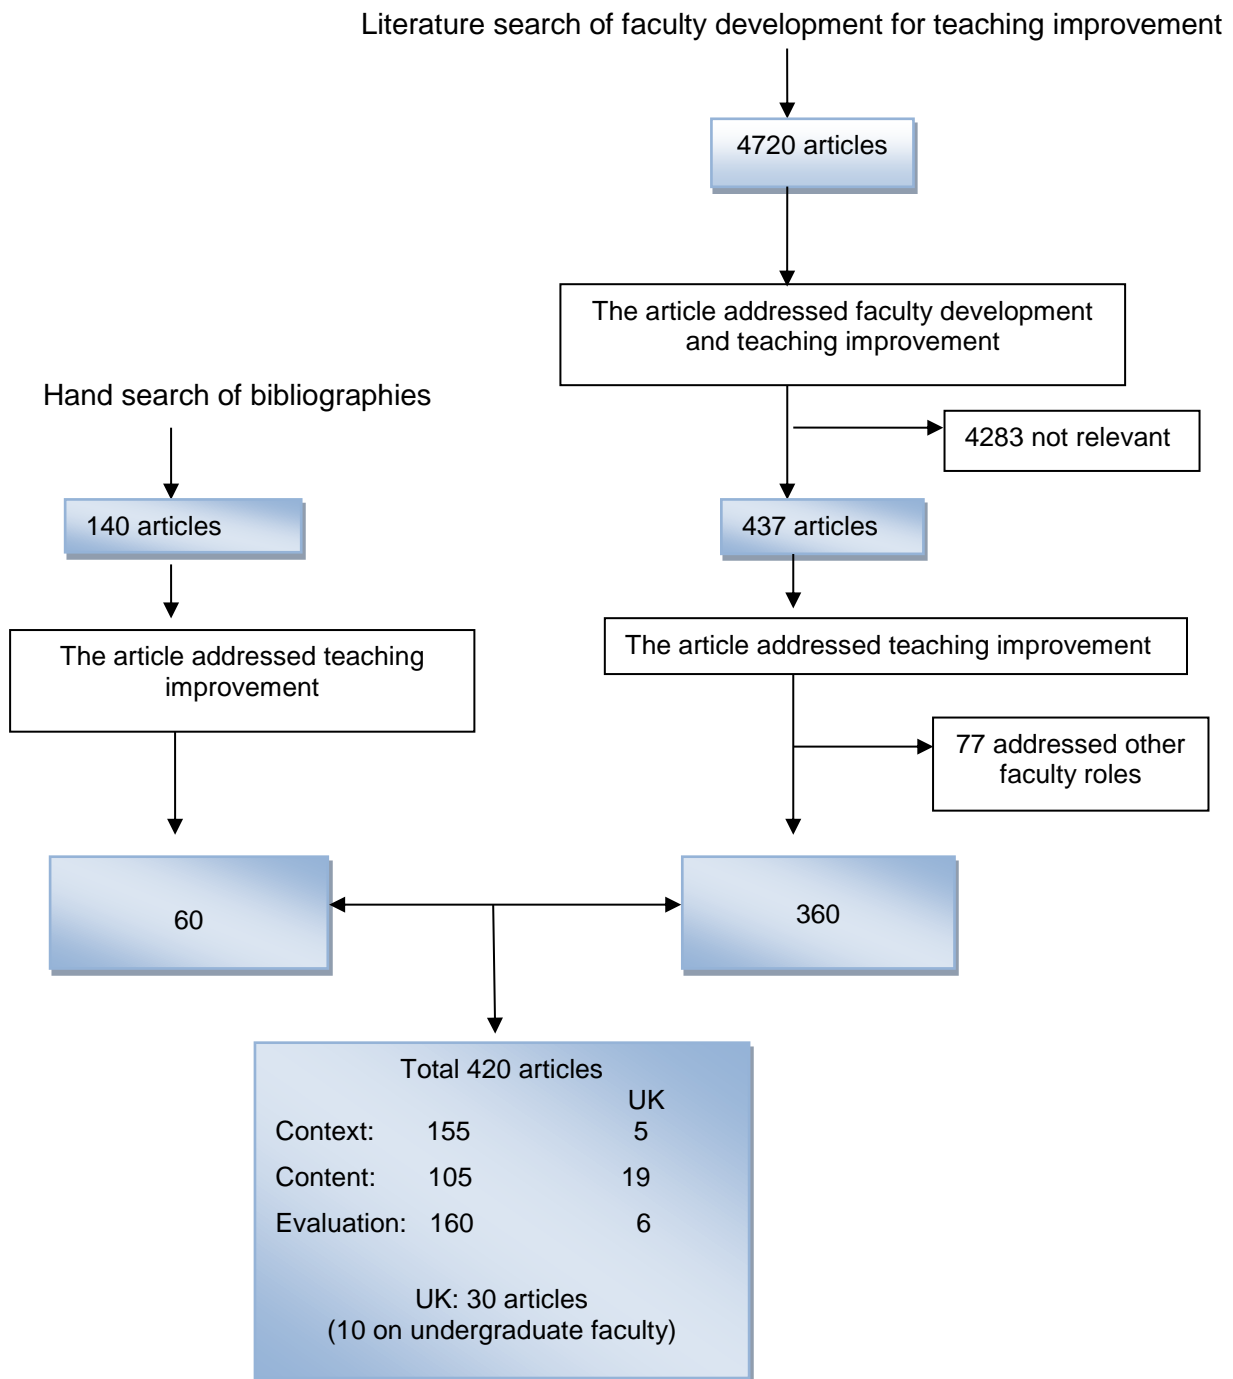 Literature search of faculty development for teaching improvement
4720 articles
The article addressed faculty development
and teaching improvement
Hand search of bibliographies
4283 not relevant
140 articles
437 articles
The article addressed teaching
improvement
The article addressed teaching improvement
77 addressed other
faculty roles
60
360
Total 420 articles
UK
Context: 155 5
Content: 105 19
Evaluation: 160 6
UK: 30 articles
(10 on undergraduate faculty)